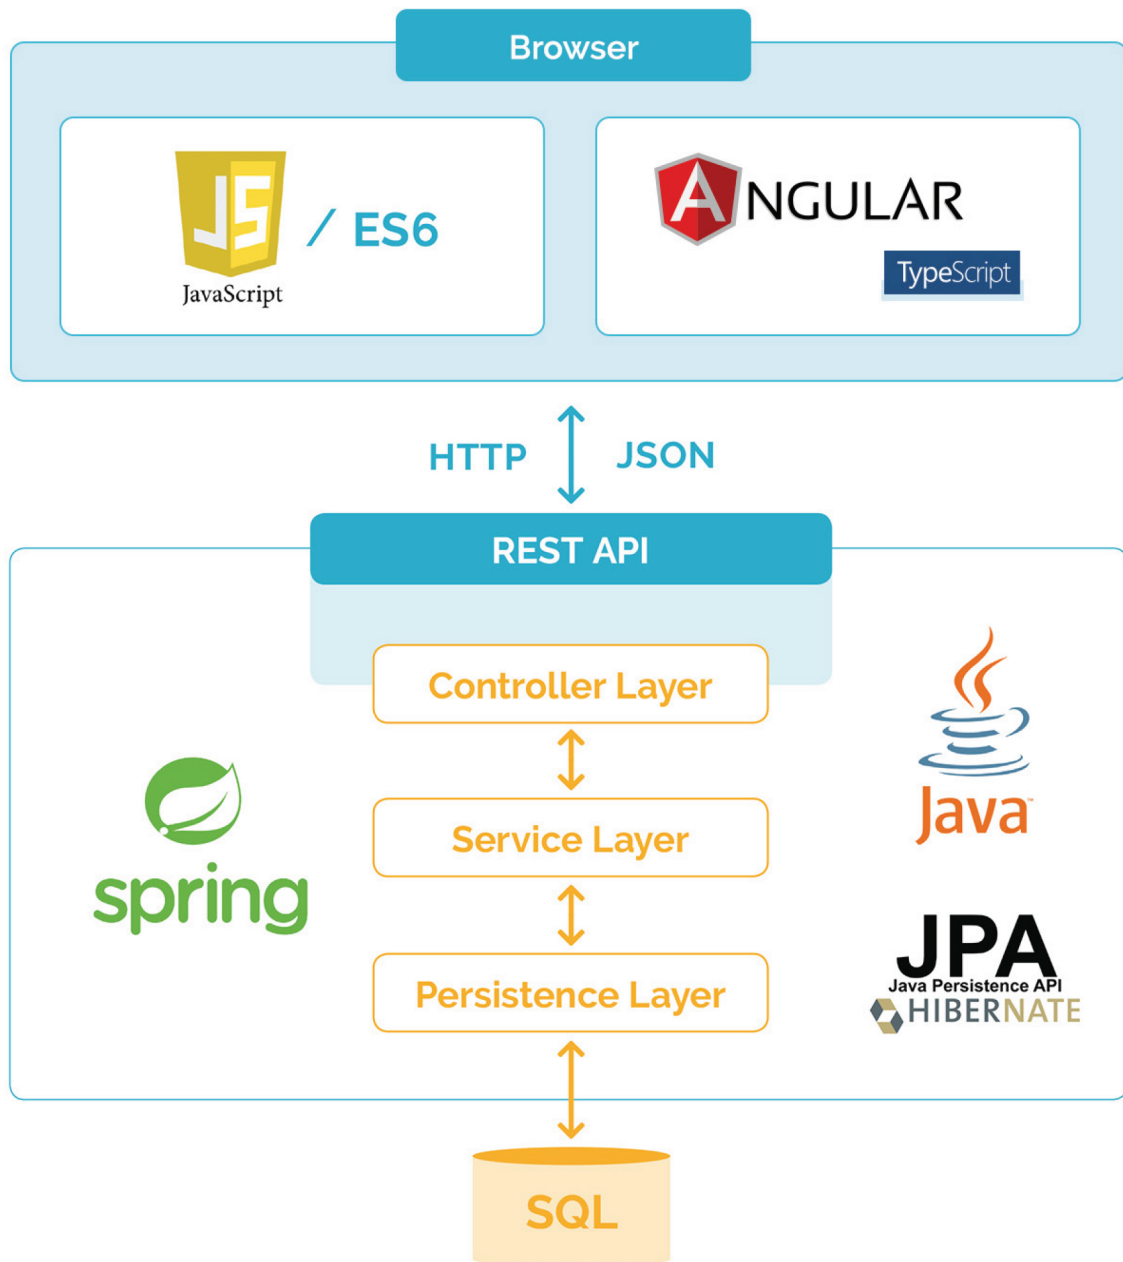 Browser
JS
JavaScript
/ ES6
ANGULAR
TypeScript
HTTP
JSON
REST API
Controller Layer
Service Layer
Persistence Layer
spring
Java™
JPA
Java Persistence API
HIBERNATE
SQL